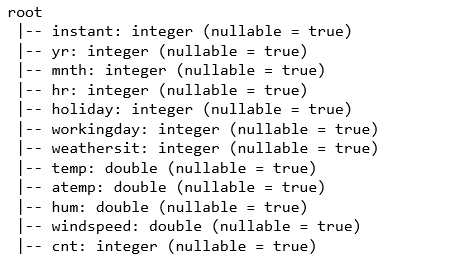 root
 |-- instant: integer (nullable = true)
 |-- yr: integer (nullable = true)
 |-- mnth: integer (nullable = true)
 |-- hr: integer (nullable = true)
 |-- holiday: integer (nullable = true)
 |-- workingday: integer (nullable = true)
 |-- weathersit: integer (nullable = true)
 |-- temp: double (nullable = true)
 |-- atemp: double (nullable = true)
 |-- hum: double (nullable = true)
 |-- windspeed: double (nullable = true)
 |-- cnt: integer (nullable = true)